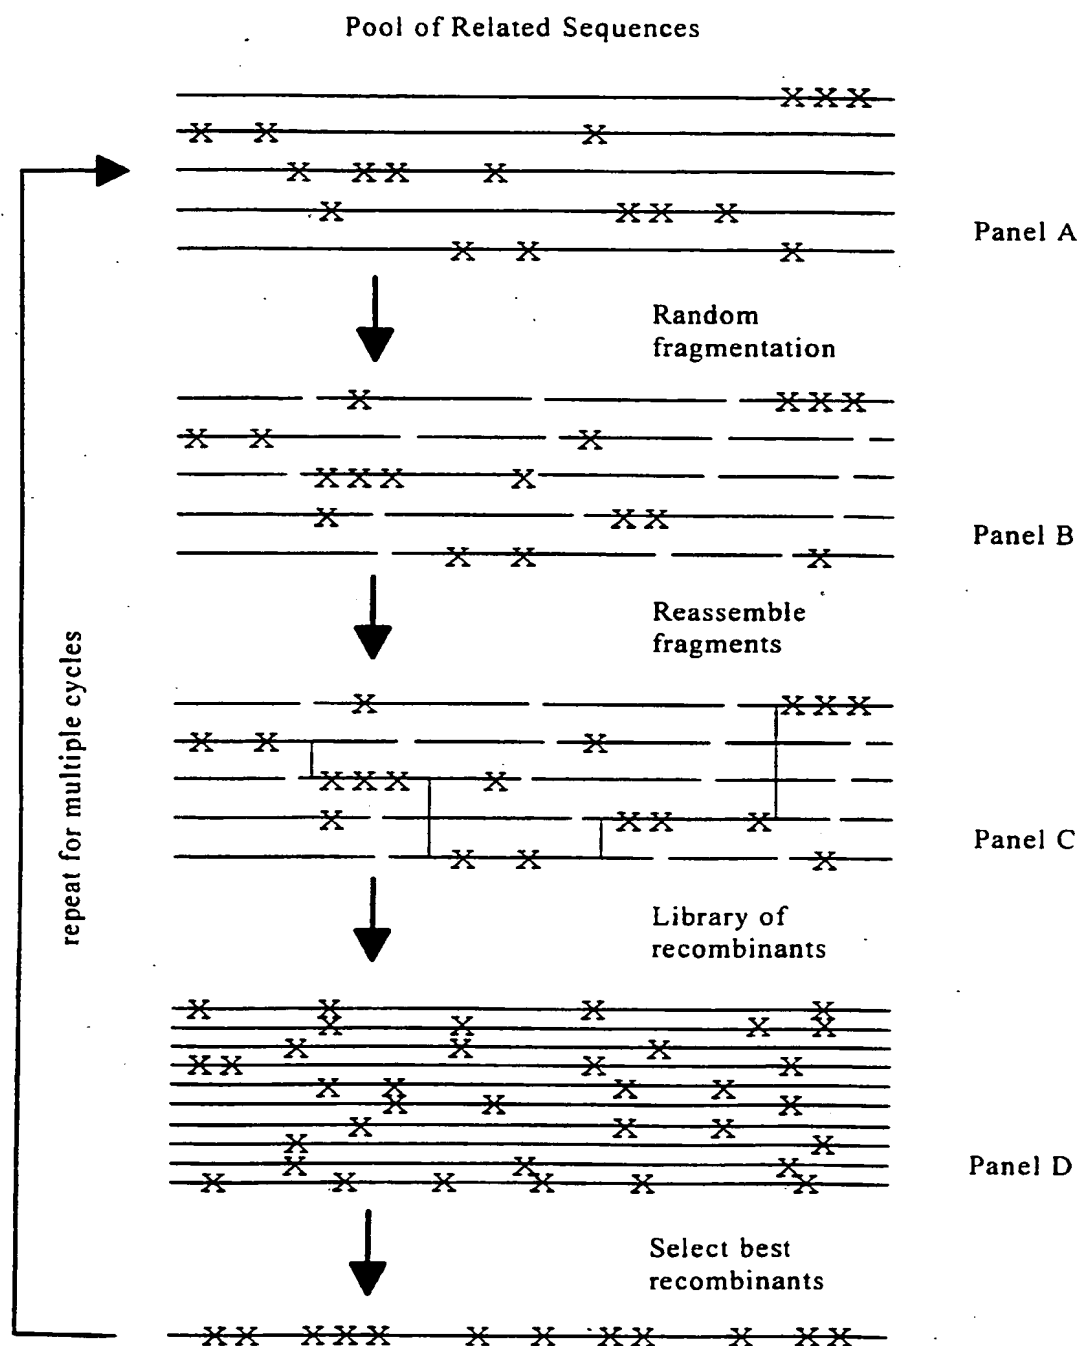 Pool of Related Sequences
Panel A
Random
fragmentation
Panel B
Reassemble
fragments
repeat for multiple cycles
Panel C
Library of
recombinants
Panel D
Select best
recombinants